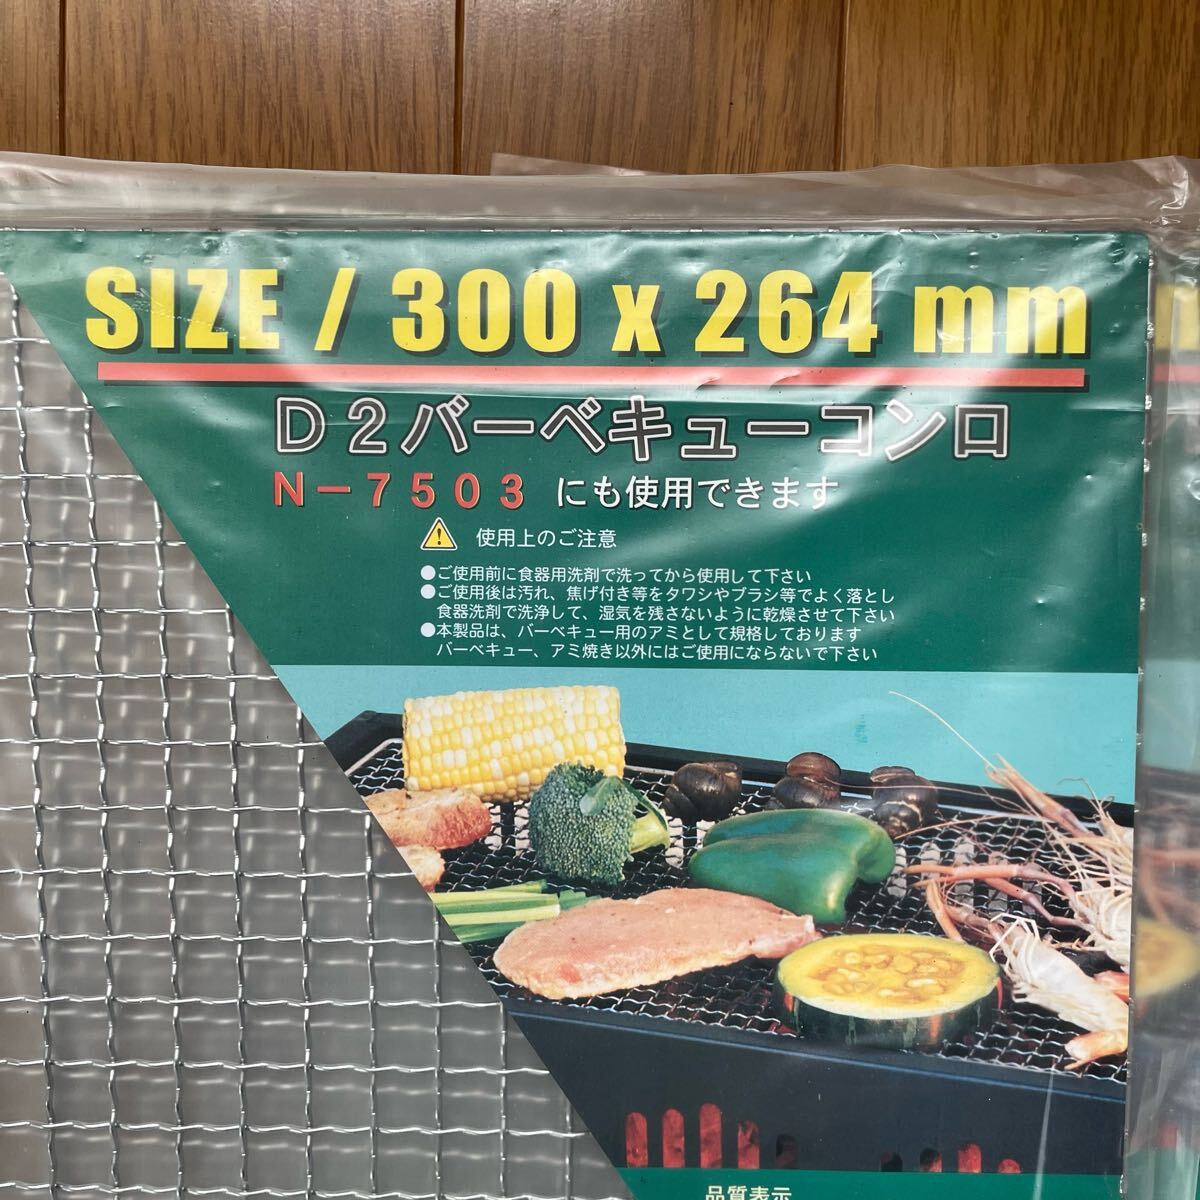 SIZE / 300 x 264 mm
D2バーベキューコンロ
N-7503 にも使用できます
使用上のご注意
●ご使用前に食器用洗剤で洗ってから使用して下さい
●ご使用後は汚れ、焦げ付き等をタワシやブラシ等でよく落とし
食器洗剤で洗浄して、湿気を残さないように乾燥させて下さい
●本製品は、バーベキュー用のアミとして規格しております
バーベキュー、アミ焼き以外にはご使用にならないで下さい
品質表示